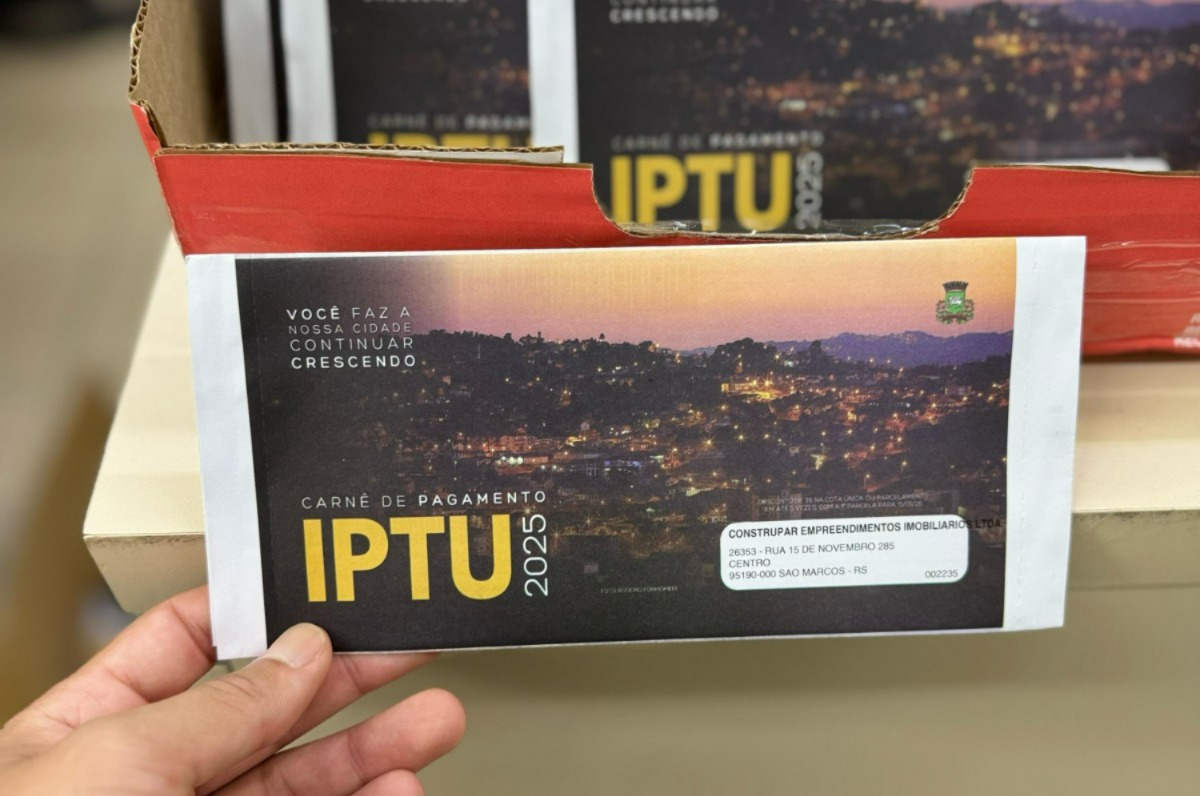 CRESCENDO
CARNÊ DE PAGAMENTO
IPTU
2025
VOCÊ FAZ A
NOSSA CIDADE
CONTINUAR
CRESCENDO
CARNÊ DE PAGAMENTO
IPTU 2025
CONSTRUPAR EMPREENDIMENTOS IMOBILIARIOS LTDA
26353 - RUA 15 DE NOVEMBRO 285
CENTRO
95190-000 SAO MARCOS - RS 002235